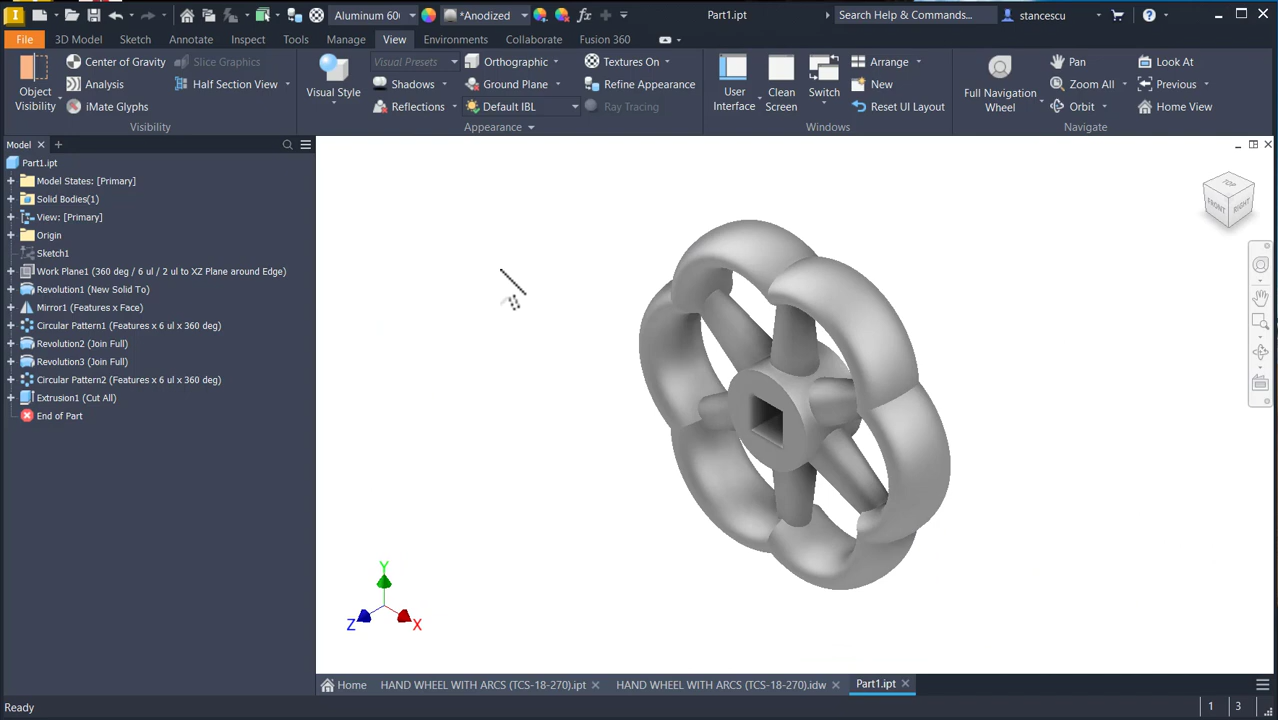 Aluminum 606 *Anodized fx Part1.ipt Search Help & Commands... stancescu
File 3D Model Sketch Annotate Inspect Tools Manage View Environments Collaborate Fusion 360
Object Visibility
Center of Gravity
Analysis
iMate Glyphs
Slice Graphics
Half Section View
Visibility
Visual Style
Visual Presets
Shadows
Reflections
Orthographic
Ground Plane
Default IBL
Textures On
Refine Appearance
Ray Tracing
Appearance
User Interface
Clean Screen
Switch
Arrange
New
Reset UI Layout
Windows
Full Navigation Wheel
Pan
Zoom All
Orbit
Look At
Previous
Home View
Navigate
Model
Part1.ipt
Model States: [Primary]
Solid Bodies(1)
View: [Primary]
Origin
Sketch1
Work Plane1 (360 deg / 6 ul / 2 ul to XZ Plane around Edge)
Revolution1 (New Solid To)
Mirror1 (Features x Face)
Circular Pattern1 (Features x 6 ul x 360 deg)
Revolution2 (Join Full)
Revolution3 (Join Full)
Circular Pattern2 (Features x 6 ul x 360 deg)
Extrusion1 (Cut All)
End of Part
TOP
FRONT RIGHT
Y
Z X
Home HAND WHEEL WITH ARCS (TCS-18-270).ipt HAND WHEEL WITH ARCS (TCS-18-270).idw Part1.ipt
Ready 1 3